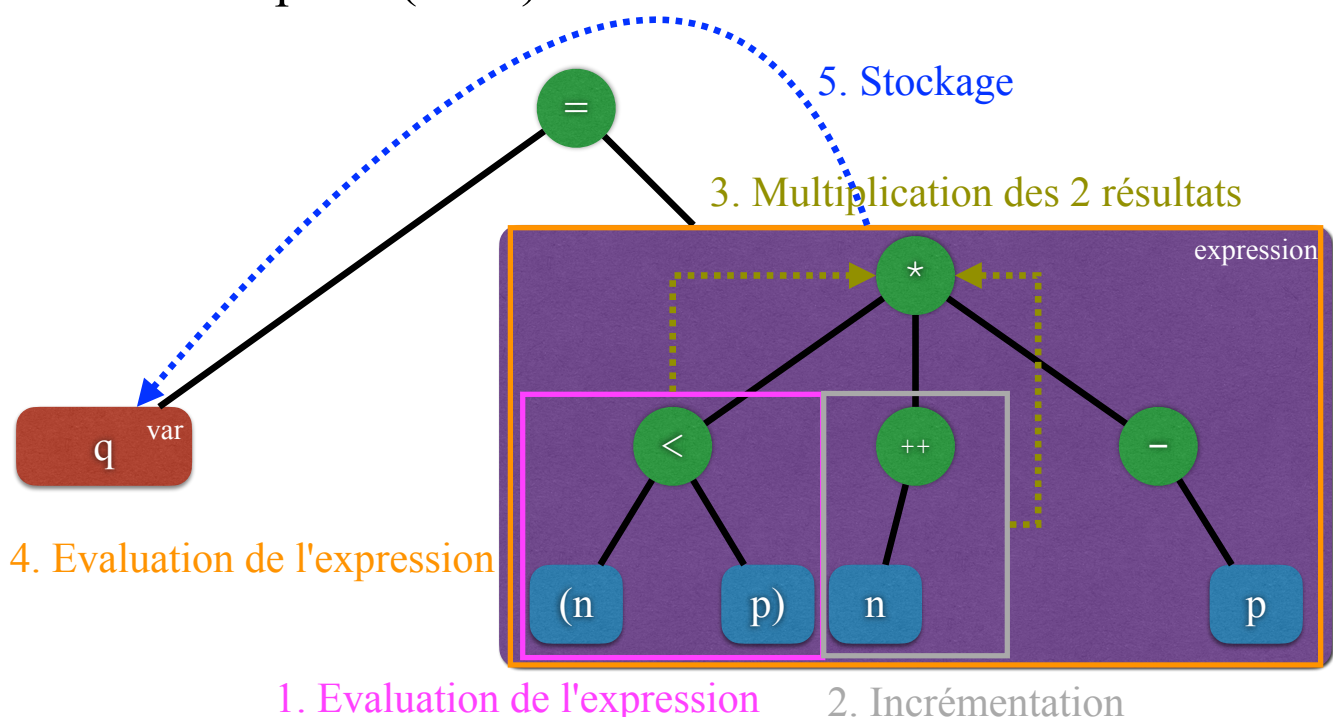 5. Stockage
=
3. Multiplication des 2 résultats
expression
*
var
q
<
++
-
4. Evaluation de l'expression
(n
p)
n
p
1. Evaluation de l'expression
2. Incrémentation